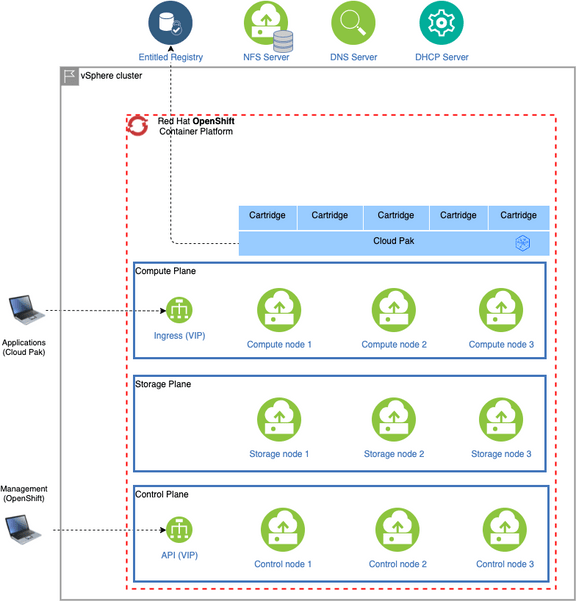 Entitled Registry
NFS Server
DNS Server
DHCP Server
vSphere cluster
Red Hat OpenShift
Container Platform
Cartridge
Cartridge
Cartridge
Cartridge
Cartridge
Cloud Pak
Compute Plane
Ingress (VIP)
Compute node 1
Compute node 2
Compute node 3
Applications
(Cloud Pak)
Storage Plane
Storage node 1
Storage node 2
Storage node 3
Management
(OpenShift)
Control Plane
API (VIP)
Control node 1
Control node 2
Control node 3